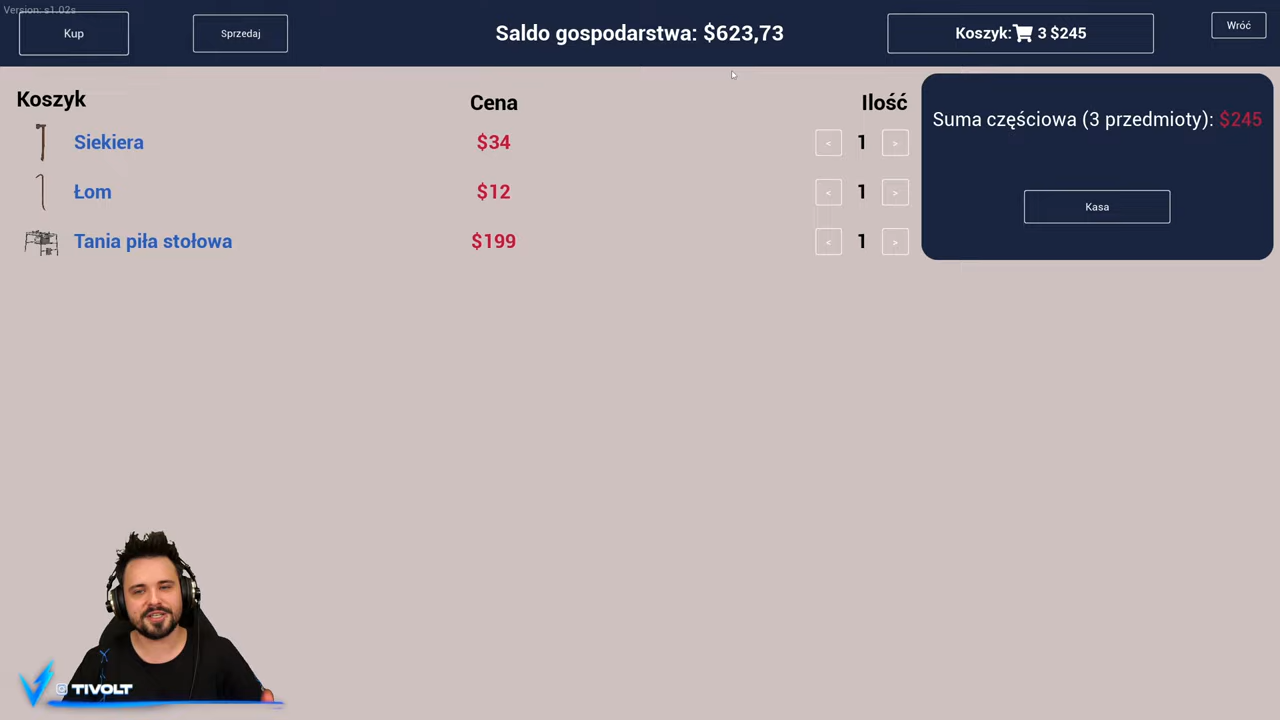 Version: s1.02s
Kup
Sprzedaj
Saldo gospodarstwa: $623,73
Koszyk: 3 $245
Wróć
Koszyk Cena Ilość
Siekiera $34 < 1 >
Łom $12 < 1 >
Tania piła stołowa $199 < 1 >
Suma częściowa (3 przedmioty): $245
Kasa
TIVOLT